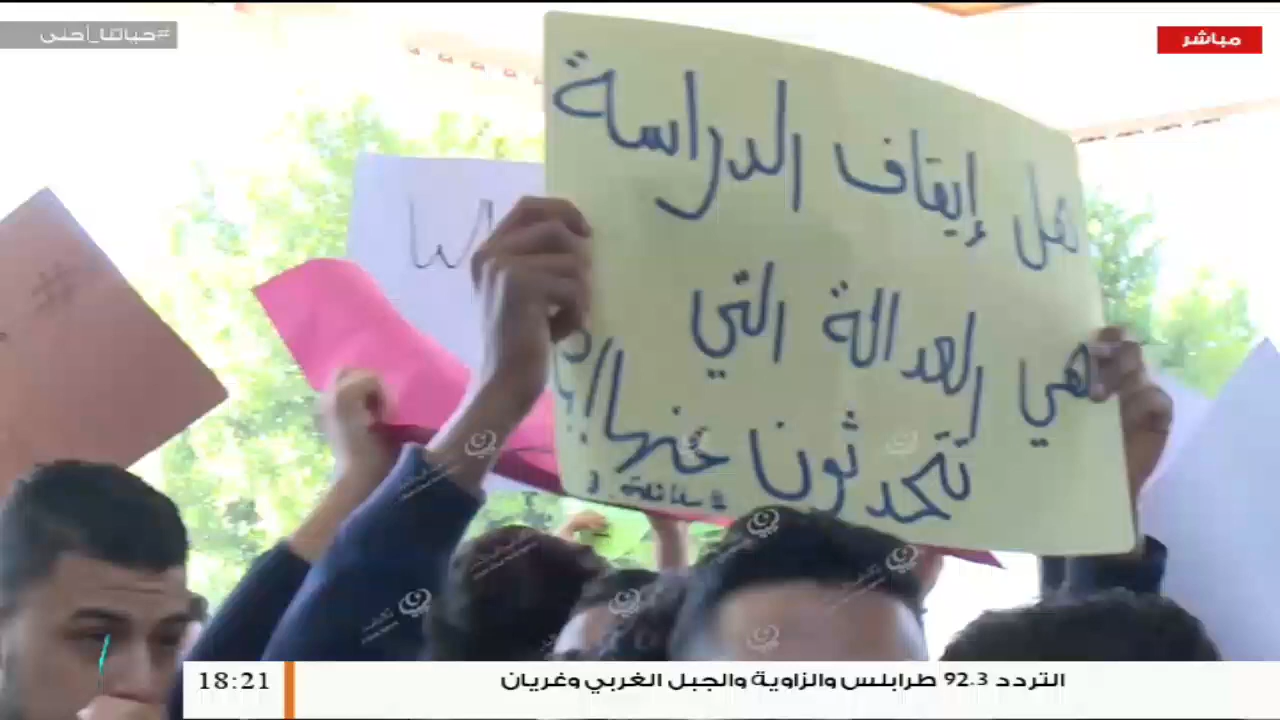 #حياتنا_أحلى
مباشر
هل إيقاف الدراسة
هي العدالة التي
تتحدثون عنها!!
W
#
18:21
التردد 92.3 طرابلس والزاوية والجبل الغربي وغريان